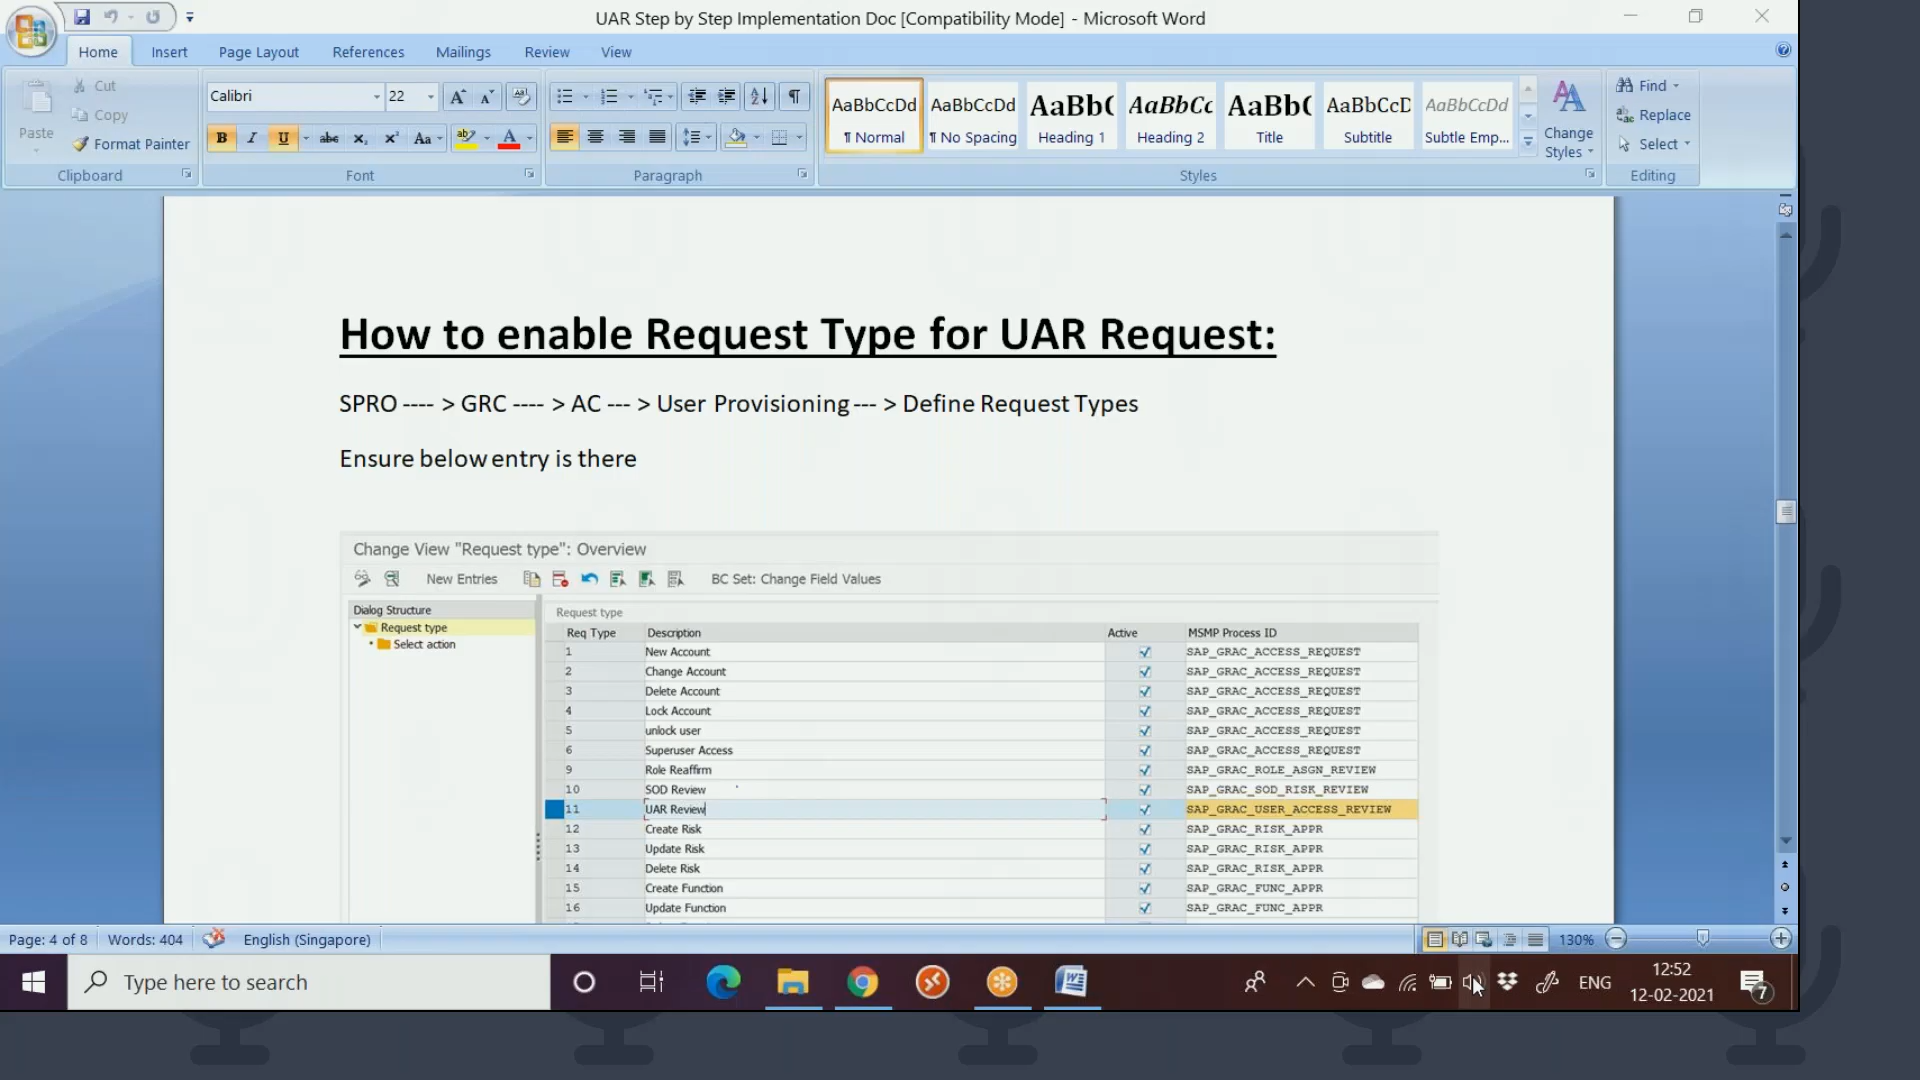 UAR Step by Step Implementation Doc [Compatibility Mode] - Microsoft Word
Home Insert Page Layout References Mailings Review View
Paste
Cut
Copy
Format Painter
Clipboard
Calibri 22
B I U abc X₂ X² Aa ab A
Font
Paragraph
AaBbCcDd AaBbCcDd AaBb( AaBbCc AaBb( AaBbCcD AaBbCcDd
¶ Normal ¶ No Spacing Heading 1 Heading 2 Title Subtitle Subtle Emp...
Change
Styles
Styles
Find
Replace
Select
Editing
How to enable Request Type for UAR Request:
SPRO ---- > GRC ---- > AC --- > User Provisioning --- > Define Request Types
Ensure below entry is there
Change View "Request type": Overview
New Entries BC Set: Change Field Values
Dialog Structure
Request type
Select action
Request type
Req Type Description Active MSMP Process ID
1 New Account SAP_GRAC_ACCESS_REQUEST
2 Change Account SAP_GRAC_ACCESS_REQUEST
3 Delete Account SAP_GRAC_ACCESS_REQUEST
4 Lock Account SAP_GRAC_ACCESS_REQUEST
5 unlock user SAP_GRAC_ACCESS_REQUEST
6 Superuser Access SAP_GRAC_ACCESS_REQUEST
9 Role Reaffirm SAP_GRAC_ROLE_ASGN_REVIEW
10 SOD Review SAP_GRAC_SOD_RISK_REVIEW
11 UAR Review SAP_GRAC_USER_ACCESS_REVIEW
12 Create Risk SAP_GRAC_RISK_APPR
13 Update Risk SAP_GRAC_RISK_APPR
14 Delete Risk SAP_GRAC_RISK_APPR
15 Create Function SAP_GRAC_FUNC_APPR
16 Update Function SAP_GRAC_FUNC_APPR
Page: 4 of 8 Words: 404 English (Singapore) 130%
Type here to search
ENG
12:52
12-02-2021
7